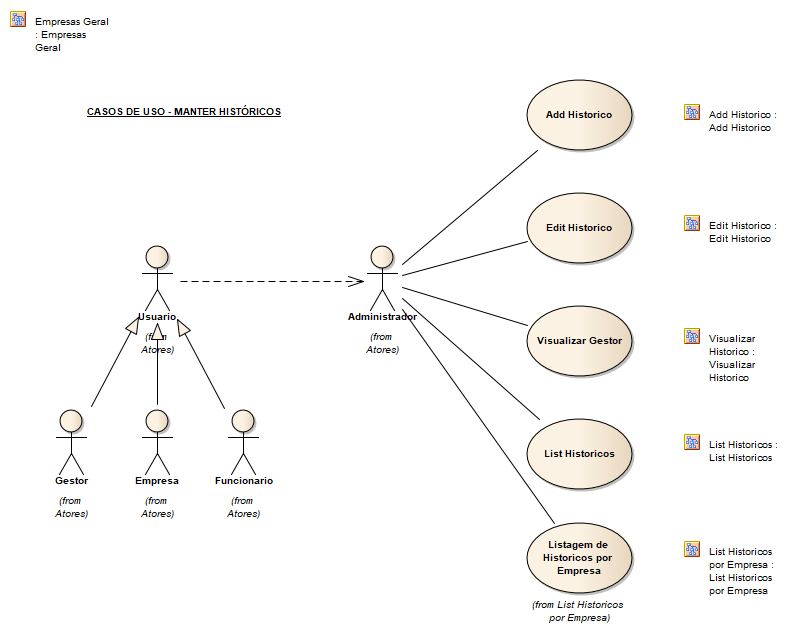 Empresas Geral
: Empresas
Geral
CASOS DE USO - MANTER HISTÓRICOS
Add Historico
Add Historico :
Add Historico
Edit Historico
Edit Historico :
Edit Historico
Usuario
(from
Atores)
Administrador
(from
Atores)
Visualizar Gestor
Visualizar
Historico :
Visualizar
Historico
List Historicos
List Historicos :
List Historicos
Gestor
(from
Atores)
Empresa
(from
Atores)
Funcionario
(from
Atores)
Listagem de
Historicos por
Empresa
(from List Historicos
por Empresa)
List Historicos
por Empresa :
List Historicos
por Empresa